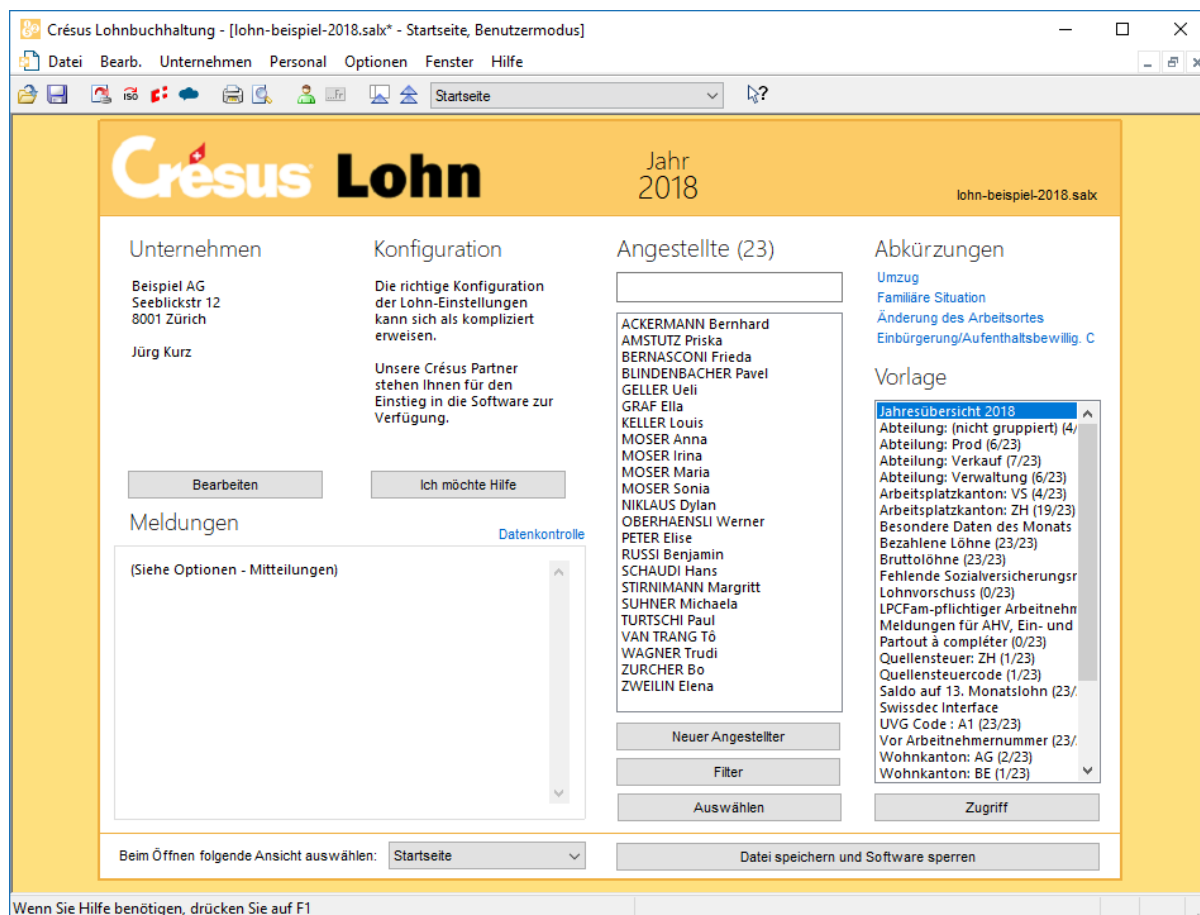 Crésus Lohnbuchhaltung - [lohn-beispiel-2018.salx* - Startseite, Benutzermodus]
Datei Bearb. Unternehmen Personal Optionen Fenster Hilfe
ISO Fr Startseite ?
Crésus Lohn
Jahr
2018
lohn-beispiel-2018.salx
Unternehmen
Beispiel AG
Seeblickstr 12
8001 Zürich
Jürg Kurz
Bearbeiten
Konfiguration
Die richtige Konfiguration
der Lohn-Einstellungen
kann sich als kompliziert
erweisen.
Unsere Crésus Partner
stehen Ihnen für den
Einstieg in die Software zur
Verfügung.
Ich möchte Hilfe
Meldungen
Datenkontrolle
(Siehe Optionen - Mitteilungen)
Angestellte (23)
ACKERMANN Bernhard
AMSTUTZ Priska
BERNASCONI Frieda
BLINDENBACHER Pavel
GELLER Ueli
GRAF Ella
KELLER Louis
MOSER Anna
MOSER Irina
MOSER Maria
MOSER Sonia
NIKLAUS Dylan
OBERHAENSLI Werner
PETER Elise
RUSSI Benjamin
SCHAUDI Hans
STIRNIMANN Margritt
SUHNER Michaela
TURTSCHI Paul
VAN TRANG Tô
WAGNER Trudi
ZURCHER Bo
ZWEILIN Elena
Neuer Angestellter
Filter
Auswählen
Abkürzungen
Umzug
Familiäre Situation
Änderung des Arbeitsortes
Einbürgerung/Aufenthaltsbewillig. C
Vorlage
Jahresübersicht 2018
Abteilung: (nicht gruppiert) (4/
Abteilung: Prod (6/23)
Abteilung: Verkauf (7/23)
Abteilung: Verwaltung (6/23)
Arbeitsplatzkanton: VS (4/23)
Arbeitsplatzkanton: ZH (19/23)
Besondere Daten des Monats
Bezahlene Löhne (23/23)
Bruttolöhne (23/23)
Fehlende Sozialversicherungsr
Lohnvorschuss (0/23)
LPCFam-pflichtiger Arbeitnehm
Meldungen für AHV, Ein- und
Partout à compléter (0/23)
Quellensteuer: ZH (1/23)
Quellensteuercode (1/23)
Saldo auf 13. Monatslohn (23/
Swissdec Interface
UVG Code : A1 (23/23)
Vor Arbeitnehmernummer (23/
Wohnkanton: AG (2/23)
Wohnkanton: BE (1/23)
Zugriff
Beim Öffnen folgende Ansicht auswählen: Startseite
Datei speichern und Software sperren
Wenn Sie Hilfe benötigen, drücken Sie auf F1